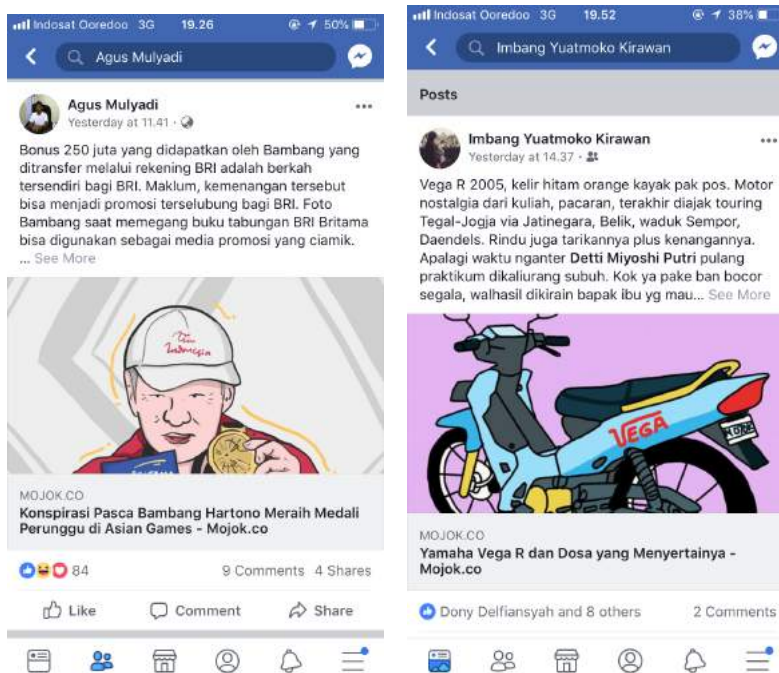 Indosat Ooredoo 3G 19.26 50%
Agus Mulyadi
Agus Mulyadi
Yesterday at 11.41
Bonus 250 juta yang didapatkan oleh Bambang yang
ditransfer melalui rekening BRI adalah berkah
tersendiri bagi BRI. Maklum, kemenangan tersebut
bisa menjadi promosi terselubung bagi BRI. Foto
Bambang saat memegang buku tabungan BRI Britama
bisa digunakan sebagai media promosi yang ciamik.
... See More
Indonesia
MOJOK.CO
Konspirasi Pasca Bambang Hartono Meraih Medali
Perunggu di Asian Games - Mojok.co
84 9 Comments 4 Shares
Like Comment Share
Indosat Ooredoo 3G 19.52 38%
Imbang Yuatmoko Kirawan
Posts
Imbang Yuatmoko Kirawan
Yesterday at 14.37
Vega R 2005, kelir hitam orange kayak pak pos. Motor
nostalgia dari kuliah, pacaran, terakhir diajak touring
Tegal-Jogja via Jatinegara, Belik, waduk Sempor,
Daendels. Rindu juga tarikannya plus kenangannya.
Apalagi waktu nganter Detti Miyoshi Putri pulang
praktikum dikaliurang subuh. Kok ya pake ban bocor
segala, walhasil dikirain bapak ibu yg mau... See More
VEGA
MOJOK
MOJOK.CO
Yamaha Vega R dan Dosa yang Menyertainya -
Mojok.co
Dony Delfiansyah and 8 others 2 Comments